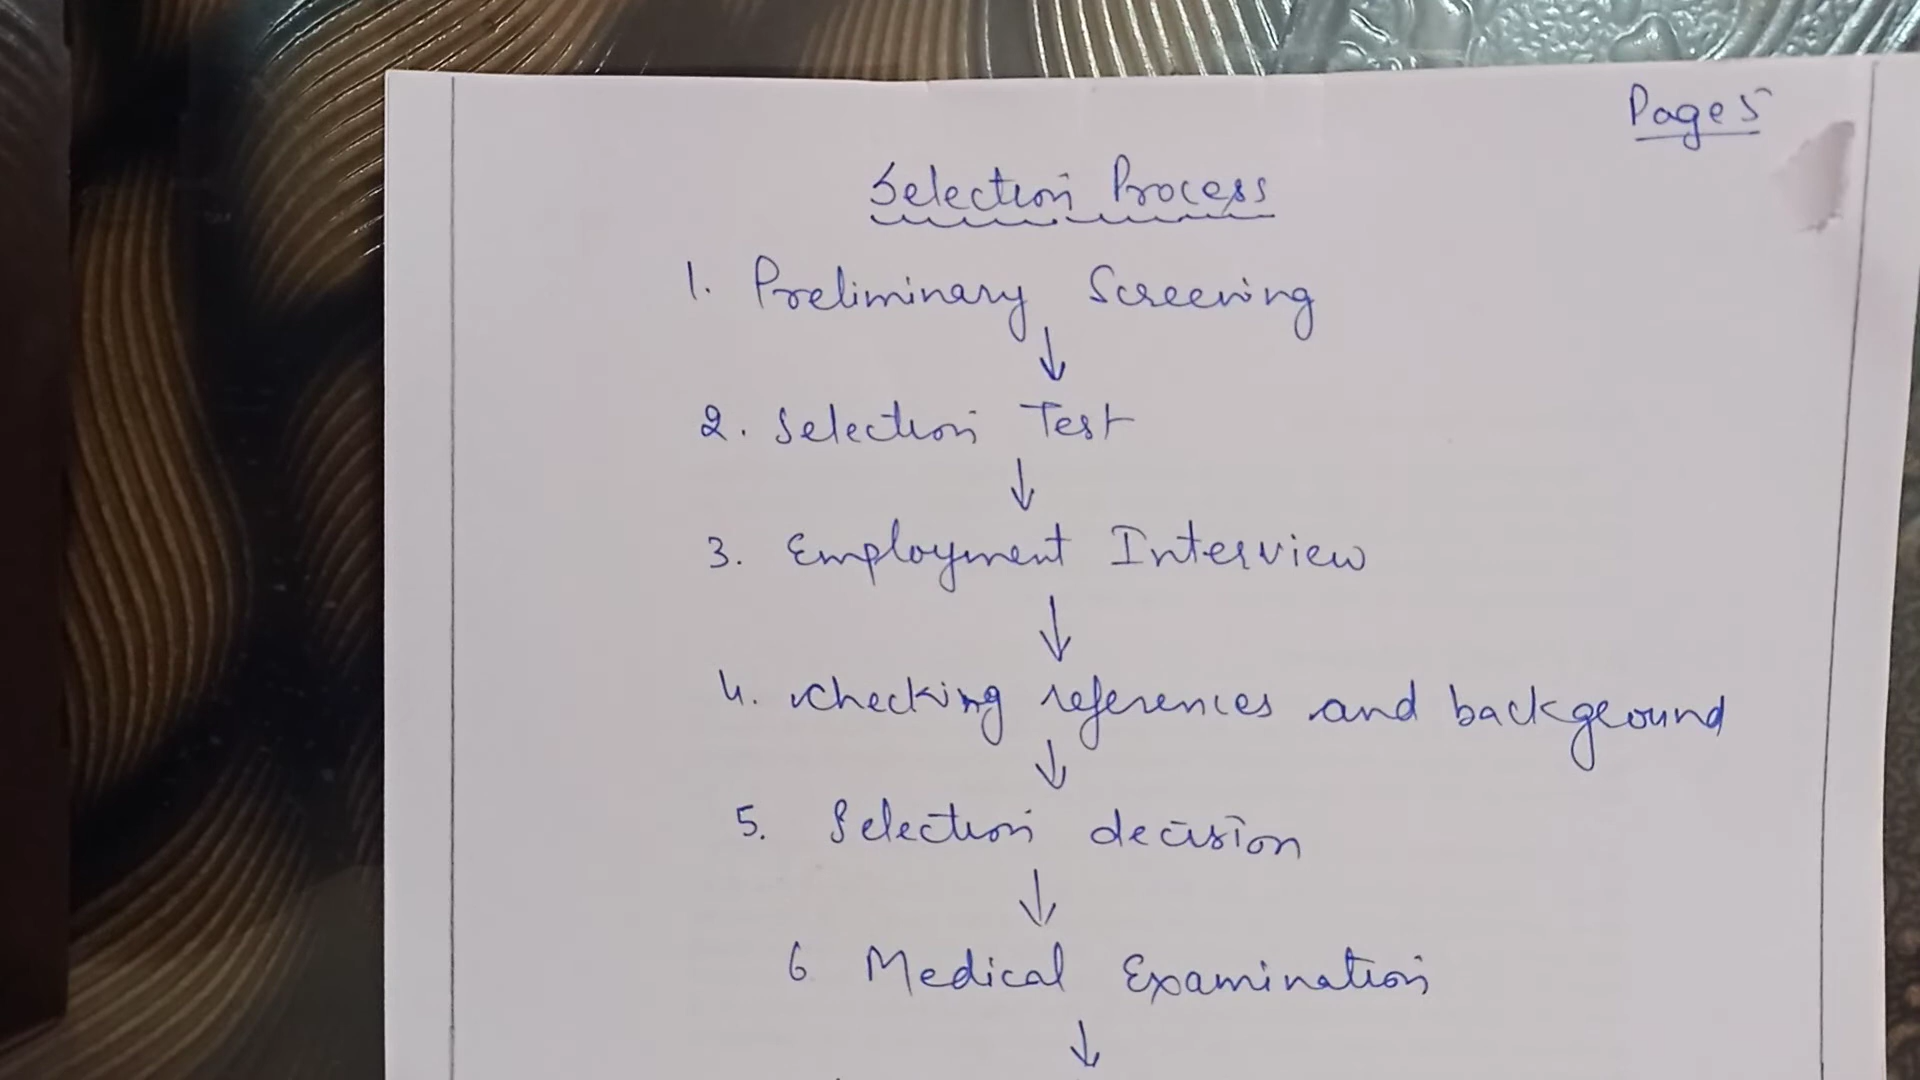 Page 5
Selection Process
1. Preliminary Screening
↓
2. Selection Test
↓
3. Employment Interview
↓
4. Checking references and background
↓
5. Selection decision
↓
6 Medical Examination
↓